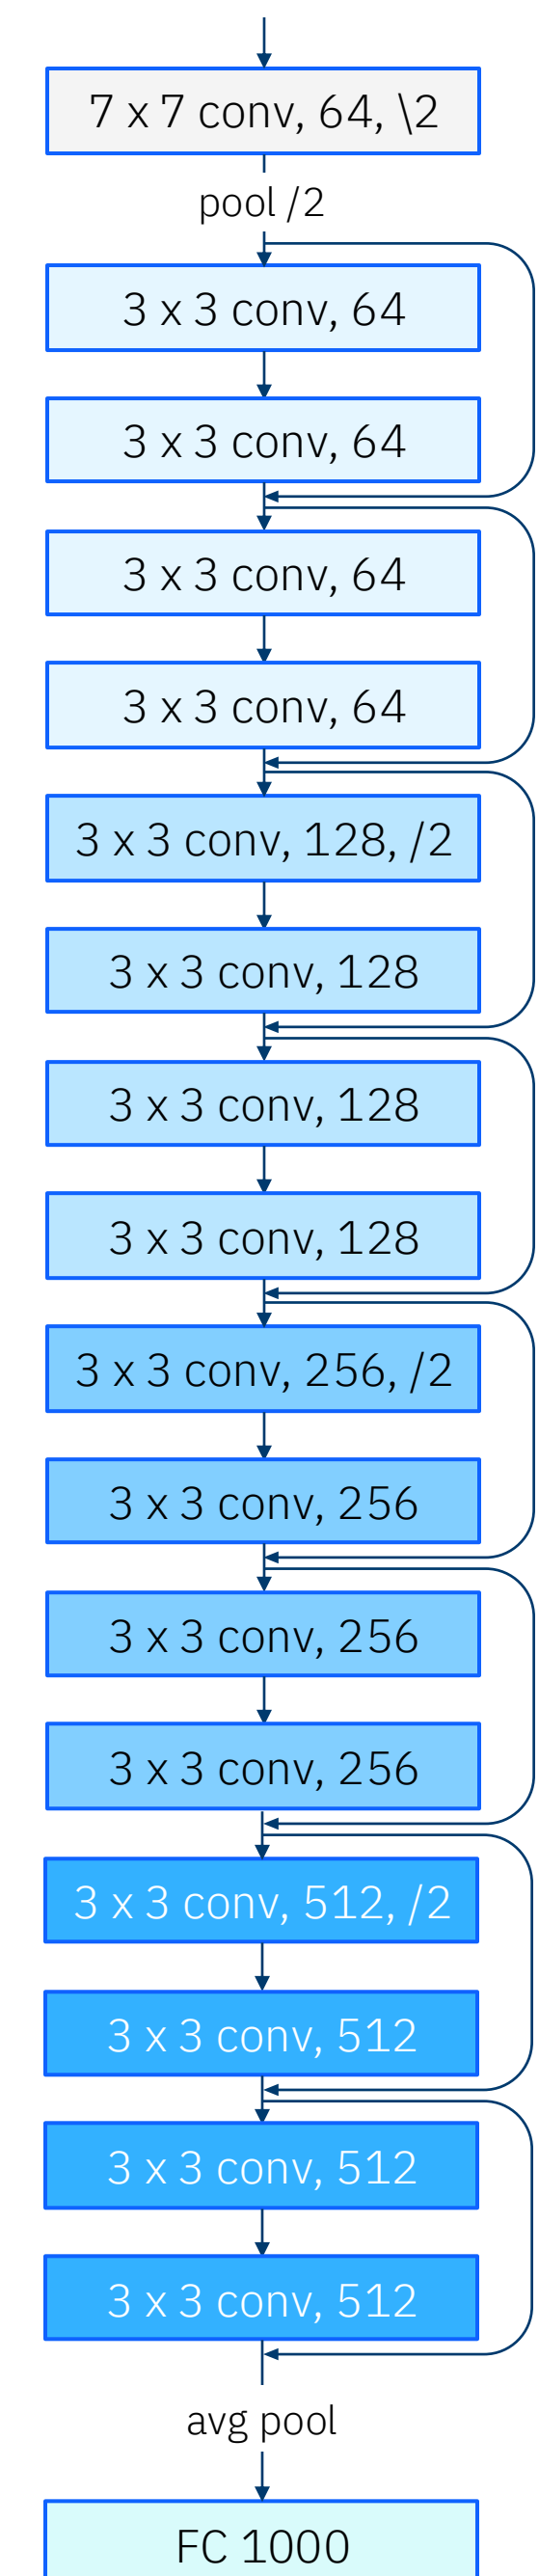 7 x 7 conv, 64, \2
pool /2
3 x 3 conv, 64
3 x 3 conv, 64
3 x 3 conv, 64
3 x 3 conv, 64
3 x 3 conv, 128, /2
3 x 3 conv, 128
3 x 3 conv, 128
3 x 3 conv, 128
3 x 3 conv, 256, /2
3 x 3 conv, 256
3 x 3 conv, 256
3 x 3 conv, 256
3 x 3 conv, 512, /2
3 x 3 conv, 512
3 x 3 conv, 512
3 x 3 conv, 512
avg pool
FC 1000